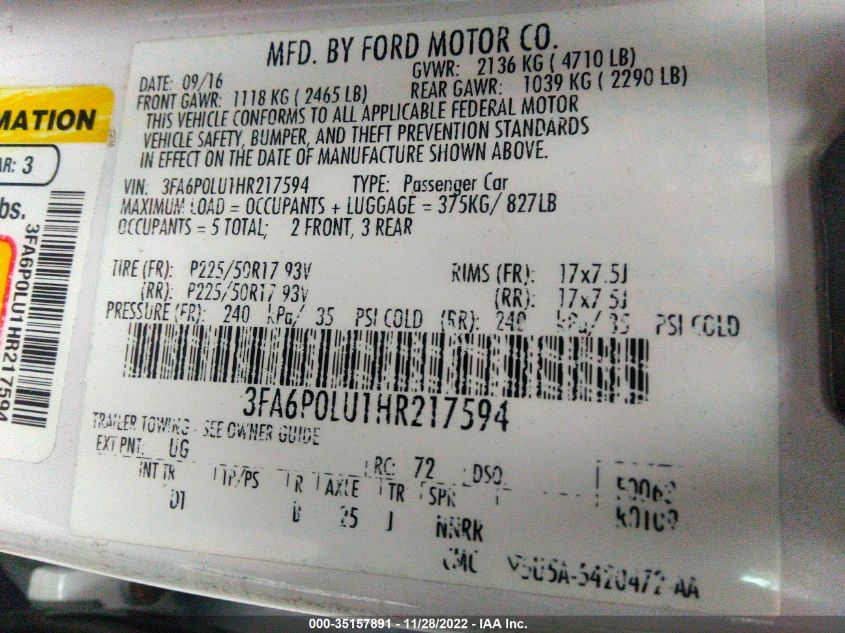 MFD. BY FORD MOTOR CO.
DATE: 09/16 GVWR: 2136 KG ( 4710 LB)
FRONT GAWR: 1118 KG ( 2465 LB) REAR GAWR: 1039 KG ( 2290 LB)
THIS VEHICLE CONFORMS TO ALL APPLICABLE FEDERAL MOTOR
VEHICLE SAFETY, BUMPER, AND THEFT PREVENTION STANDARDS
IN EFFECT ON THE DATE OF MANUFACTURE SHOWN ABOVE.
VIN: 3FA6P0LU1HR217594 TYPE: Passenger Car
MAXIMUM LOAD = OCCUPANTS + LUGGAGE = 375KG/ 827LB
OCCUPANTS = 5 TOTAL; 2 FRONT, 3 REAR
TIRE (FR): P225/50R17 93V RIMS (FR): 17x7.5J
(RR): P225/50R17 93V (RR): 17x7.5J
PRESSURE (FR): 240 kPa/ 35 PSI COLD (RR): 240 kPa/ 35 PSI COLD
3FA6P0LU1HR217594
TRAILER TOWING - SEE OWNER GUIDE
EXT PNT: UG RC: 72 DSO
INT TR TP/PS R AXLE TR SPR
25 J NNRK
MATION
AR: 3
bs.
3FA6P0LU1HR217594
000-35157891 - 11/28/2022 - IAA Inc.